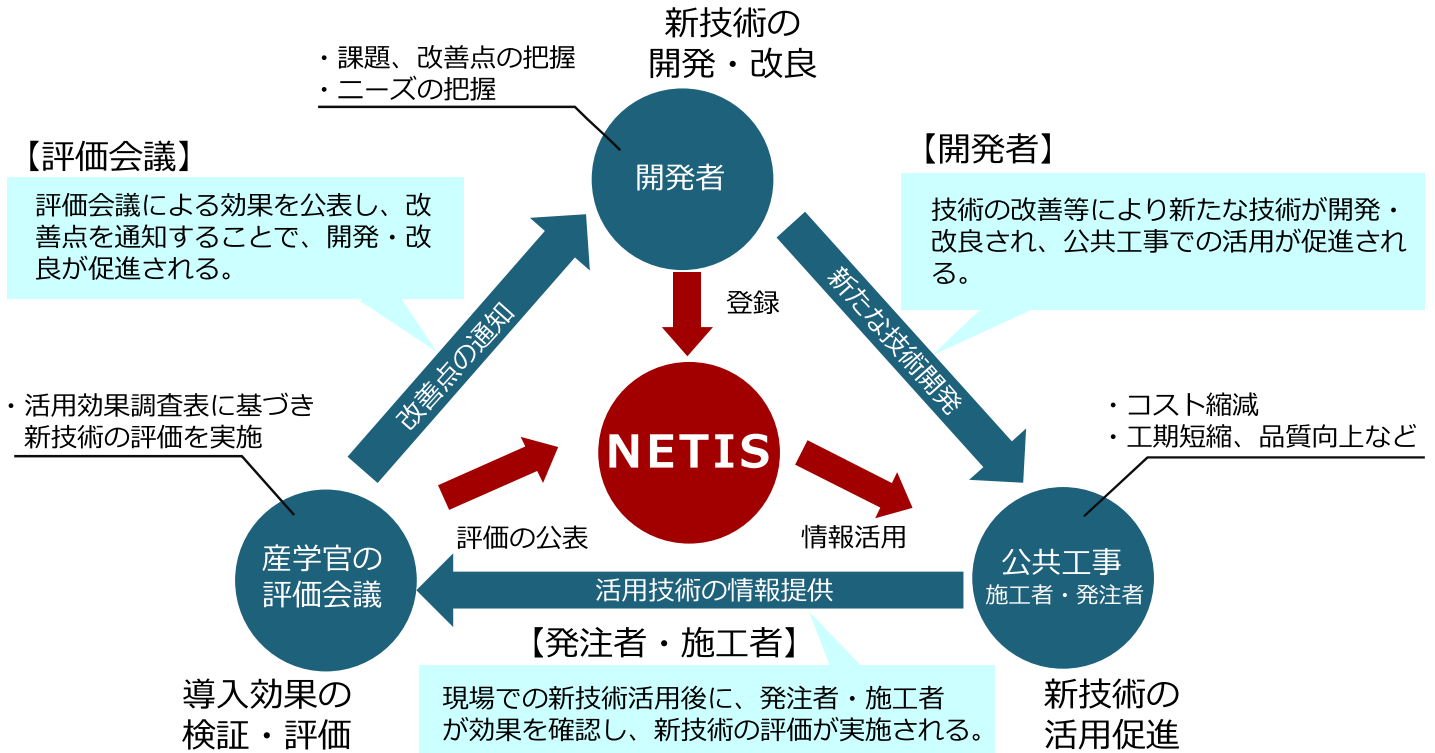 新技術の
開発・改良
・課題、改善点の把握
・ニーズの把握
開発者
【評価会議】
評価会議による効果を公表し、改
善点を通知することで、開発・改
良が促進される。
【開発者】
技術の改善等により新たな技術が開発・
改良され、公共工事での活用が促進され
る。
改善点の通知
登録
新たな技術開発
・活用効果調査表に基づき
新技術の評価を実施
NETIS
・コスト縮減
・工期短縮、品質向上など
評価の公表
情報活用
産学官の
評価会議
活用技術の情報提供
公共工事
施工者・発注者
【発注者・施工者】
現場での新技術活用後に、発注者・施工者
が効果を確認し、新技術の評価が実施される。
導入効果の
検証・評価
新技術の
活用促進